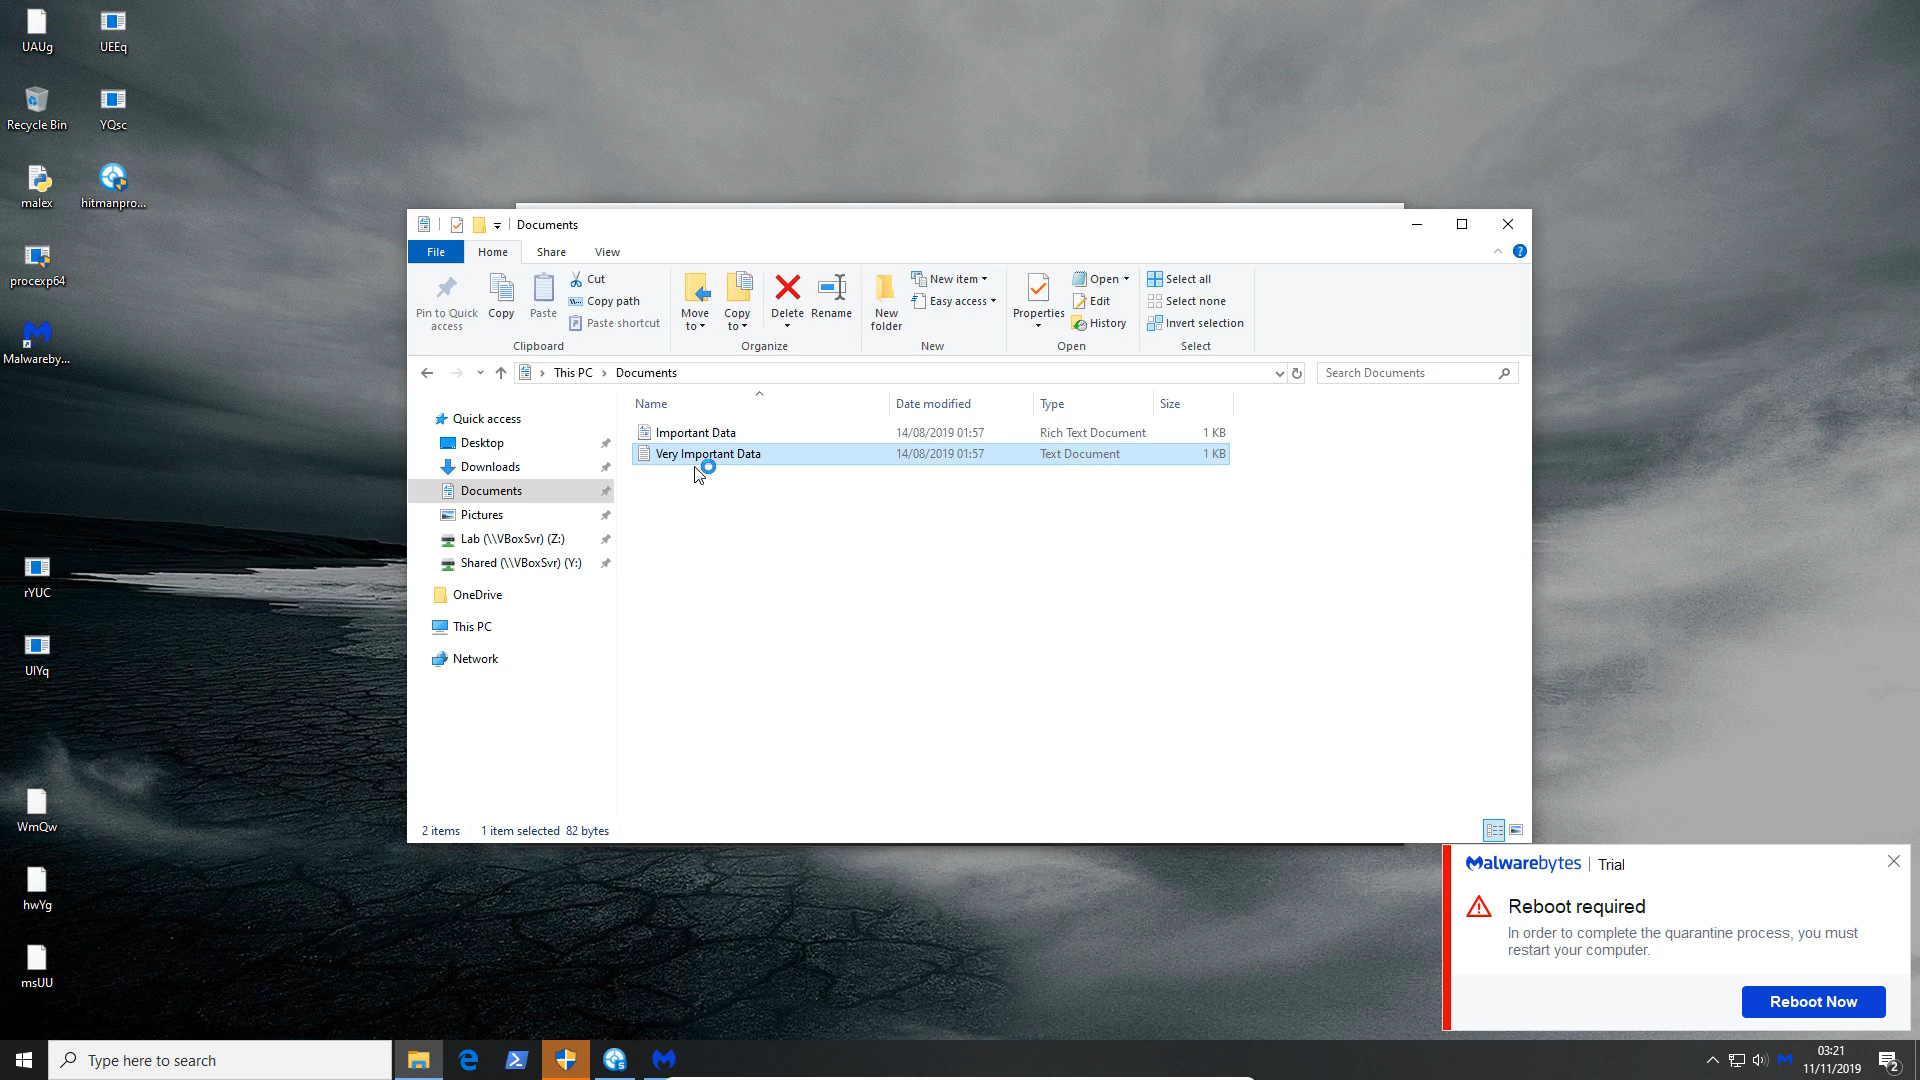 UAUg
UEEq
Recycle Bin
YQsc
malex
hitmanpro...
procexp64
Malwareby...
rYUC
UIYq
WmQw
hwYg
msUU
Documents
File
Home
Share
View
Pin to Quick access
Copy
Paste
Cut
Copy path
Paste shortcut
Clipboard
Move to
Copy to
Delete
Rename
Organize
New folder
New item
Easy access
New
Properties
Open
Edit
History
Open
Select all
Select none
Invert selection
Select
This PC > Documents
Search Documents
Name Date modified Type Size
Important Data 14/08/2019 01:57 Rich Text Document 1 KB
Very Important Data 14/08/2019 01:57 Text Document 1 KB
Quick access
Desktop
Downloads
Documents
Pictures
Lab (\\VBoxSvr) (Z:)
Shared (\\VBoxSvr) (Y:)
OneDrive
This PC
Network
2 items 1 item selected 82 bytes
Malwarebytes | Trial
Reboot required
In order to complete the quarantine process, you must
restart your computer.
Reboot Now
Type here to search
03:21
11/11/2019
2